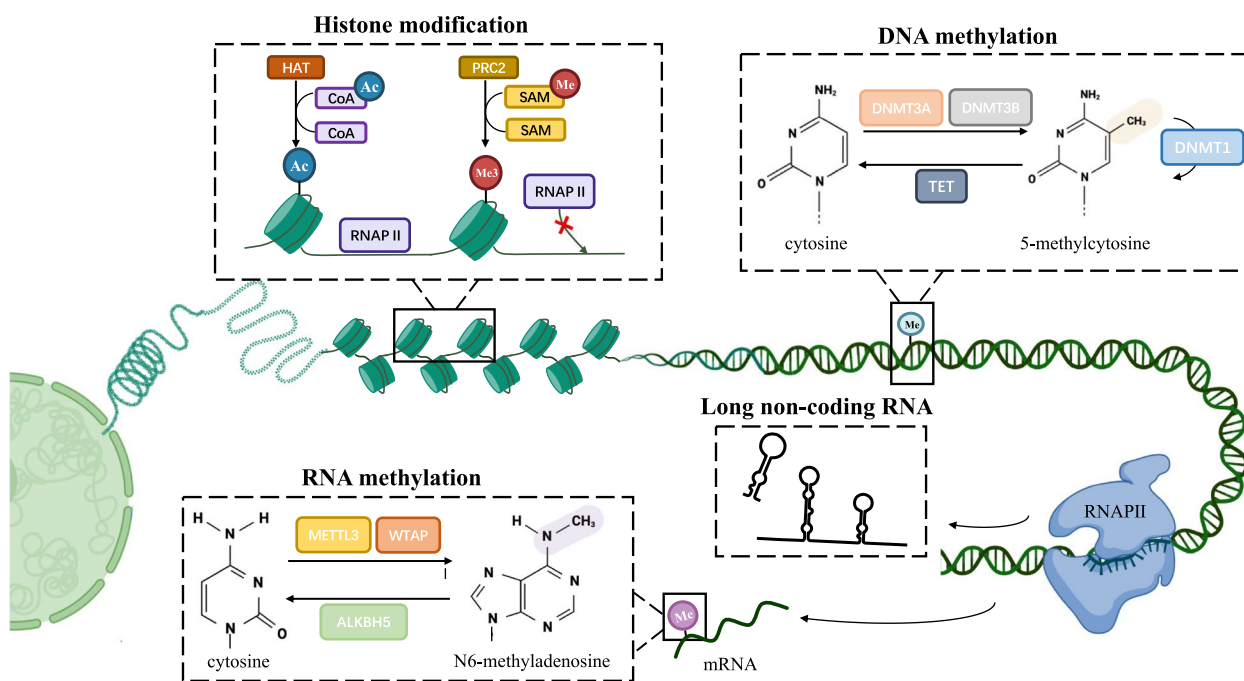 Histone modification
HAT
CoA
Ac
CoA
Ac
RNAP II
PRC2
SAM
Me
SAM
Me3
RNAP II
DNA methylation
NH₂
N
N
O
cytosine
DNMT3A
DNMT3B
TET
NH₂
CH₃
N
N
O
5-methylcytosine
DNMT1
Me
Long non-coding RNA
RNAPII
RNA methylation
H
H
N
N
N
O
cytosine
METTL3
WTAP
ALKBH5
H
CH₃
N
N
N
N
N
N6-methyladenosine
Me
mRNA